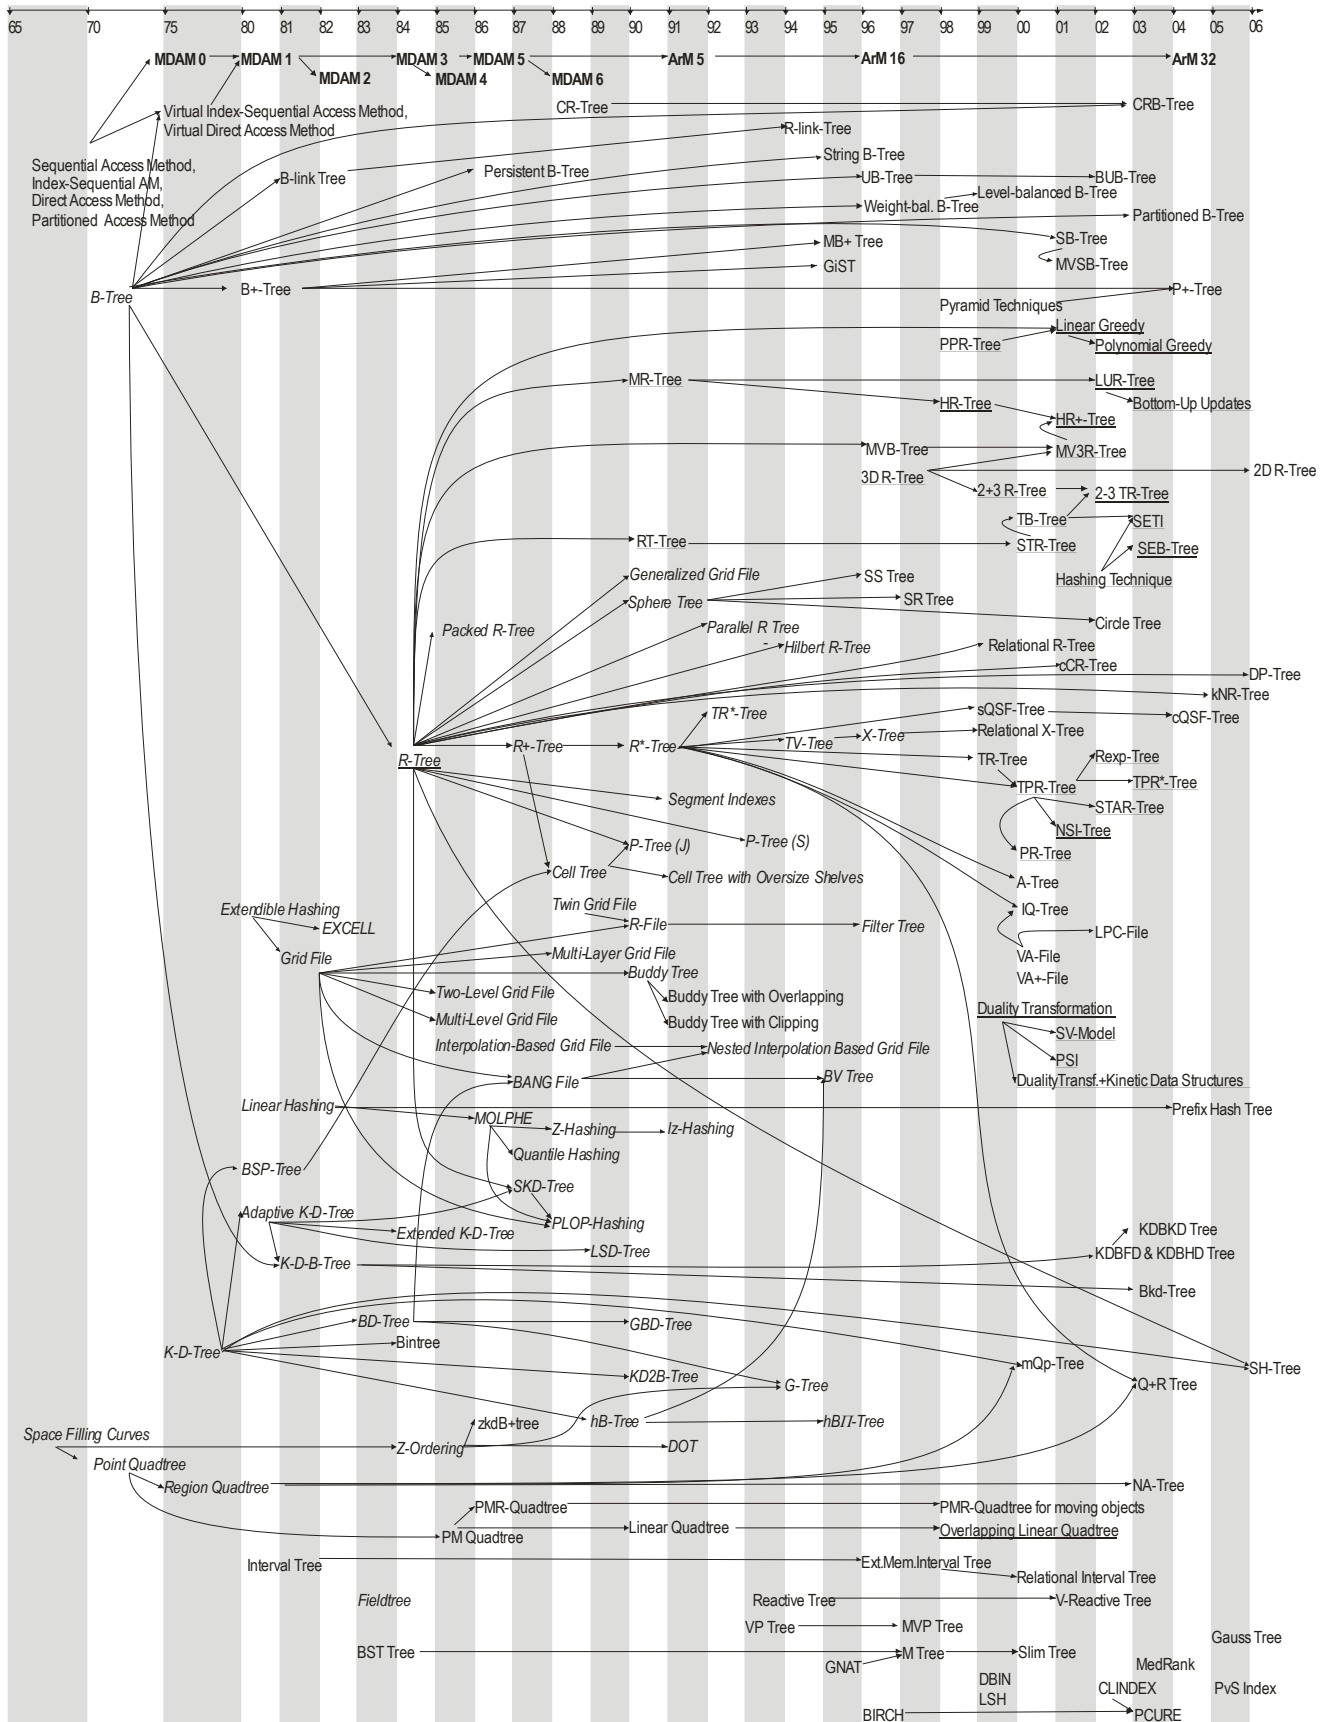 65 70 75 80 81 82 83 84 85 86 87 88 89 90 91 92 93 94 95 96 97 98 99 00 01 02 03 04 05 06
MDAM 0 MDAM 1 MDAM 3 MDAM 5 ArM 5 ArM 16 ArM 32
MDAM 2 MDAM 4 MDAM 6
CR-Tree CRB-Tree
Virtual Index-Sequential Access Method,
Virtual Direct Access Method
R-link-Tree
String B-Tree
Sequential Access Method,
Index-Sequential AM,
Direct Access Method,
Partitioned Access Method
B-link Tree
Persistent B-Tree
UB-Tree BUB-Tree
Level-balanced B-Tree
Weight-bal. B-Tree
Partitioned B-Tree
SB-Tree
MB+ Tree
GiST
MVSB-Tree
B-Tree
B+-Tree
P+-Tree
Pyramid Techniques
Linear Greedy
PPR-Tree
Polynomial Greedy
MR-Tree
LUR-Tree
HR-Tree
Bottom-Up Updates
HR+-Tree
MVB-Tree
MV3R-Tree
3D R-Tree
2D R-Tree
2+3 R-Tree
2-3 TR-Tree
TB-Tree
SETI
RT-Tree
STR-Tree
SEB-Tree
Generalized Grid File
SS Tree
Hashing Technique
Sphere Tree
SR Tree
Circle Tree
Packed R-Tree
Parallel R Tree
Hilbert R-Tree
Relational R-Tree
cCR-Tree
DP-Tree
kNR-Tree
TR*-Tree
sQSF-Tree
cQSF-Tree
R-Tree
R+-Tree
R*-Tree
TV-Tree
X-Tree
Relational X-Tree
TR-Tree
Rexp-Tree
TPR-Tree
TPR*-Tree
Segment Indexes
STAR-Tree
NSI-Tree
P-Tree (J)
P-Tree (S)
PR-Tree
Cell Tree
Cell Tree with Oversize Shelves
A-Tree
Extendible Hashing
Twin Grid File
IQ-Tree
EXCELL
R-File
Filter Tree
LPC-File
Grid File
Multi-Layer Grid File
VA-File
Buddy Tree
VA+-File
Two-Level Grid File
Buddy Tree with Overlapping
Duality Transformation
Multi-Level Grid File
Buddy Tree with Clipping
SV-Model
Interpolation-Based Grid File
Nested Interpolation Based Grid File
PSI
BANG File
BV Tree
DualityTransf.+Kinetic Data Structures
Linear Hashing
Prefix Hash Tree
MOLPHE
Z-Hashing
Iz-Hashing
Quantile Hashing
BSP-Tree
SKD-Tree
Adaptive K-D-Tree
Extended K-D-Tree
PLOP-Hashing
KDBKD Tree
LSD-Tree
KDBFD & KDBHD Tree
K-D-B-Tree
Bkd-Tree
BD-Tree
GBD-Tree
Bintree
K-D-Tree
mQp-Tree
SH-Tree
KD2B-Tree
G-Tree
Q+R Tree
zkdB+tree
hB-Tree
hBΠ-Tree
Space Filling Curves
Z-Ordering
DOT
Point Quadtree
Region Quadtree
NA-Tree
PMR-Quadtree
PMR-Quadtree for moving objects
PM Quadtree
Linear Quadtree
Overlapping Linear Quadtree
Interval Tree
Ext.Mem.Interval Tree
Relational Interval Tree
Fieldtree
Reactive Tree
V-Reactive Tree
VP Tree
MVP Tree
Gauss Tree
BST Tree
M Tree
Slim Tree
GNAT
MedRank
DBIN
LSH
CLINDEX
PvS Index
BIRCH
PCURE